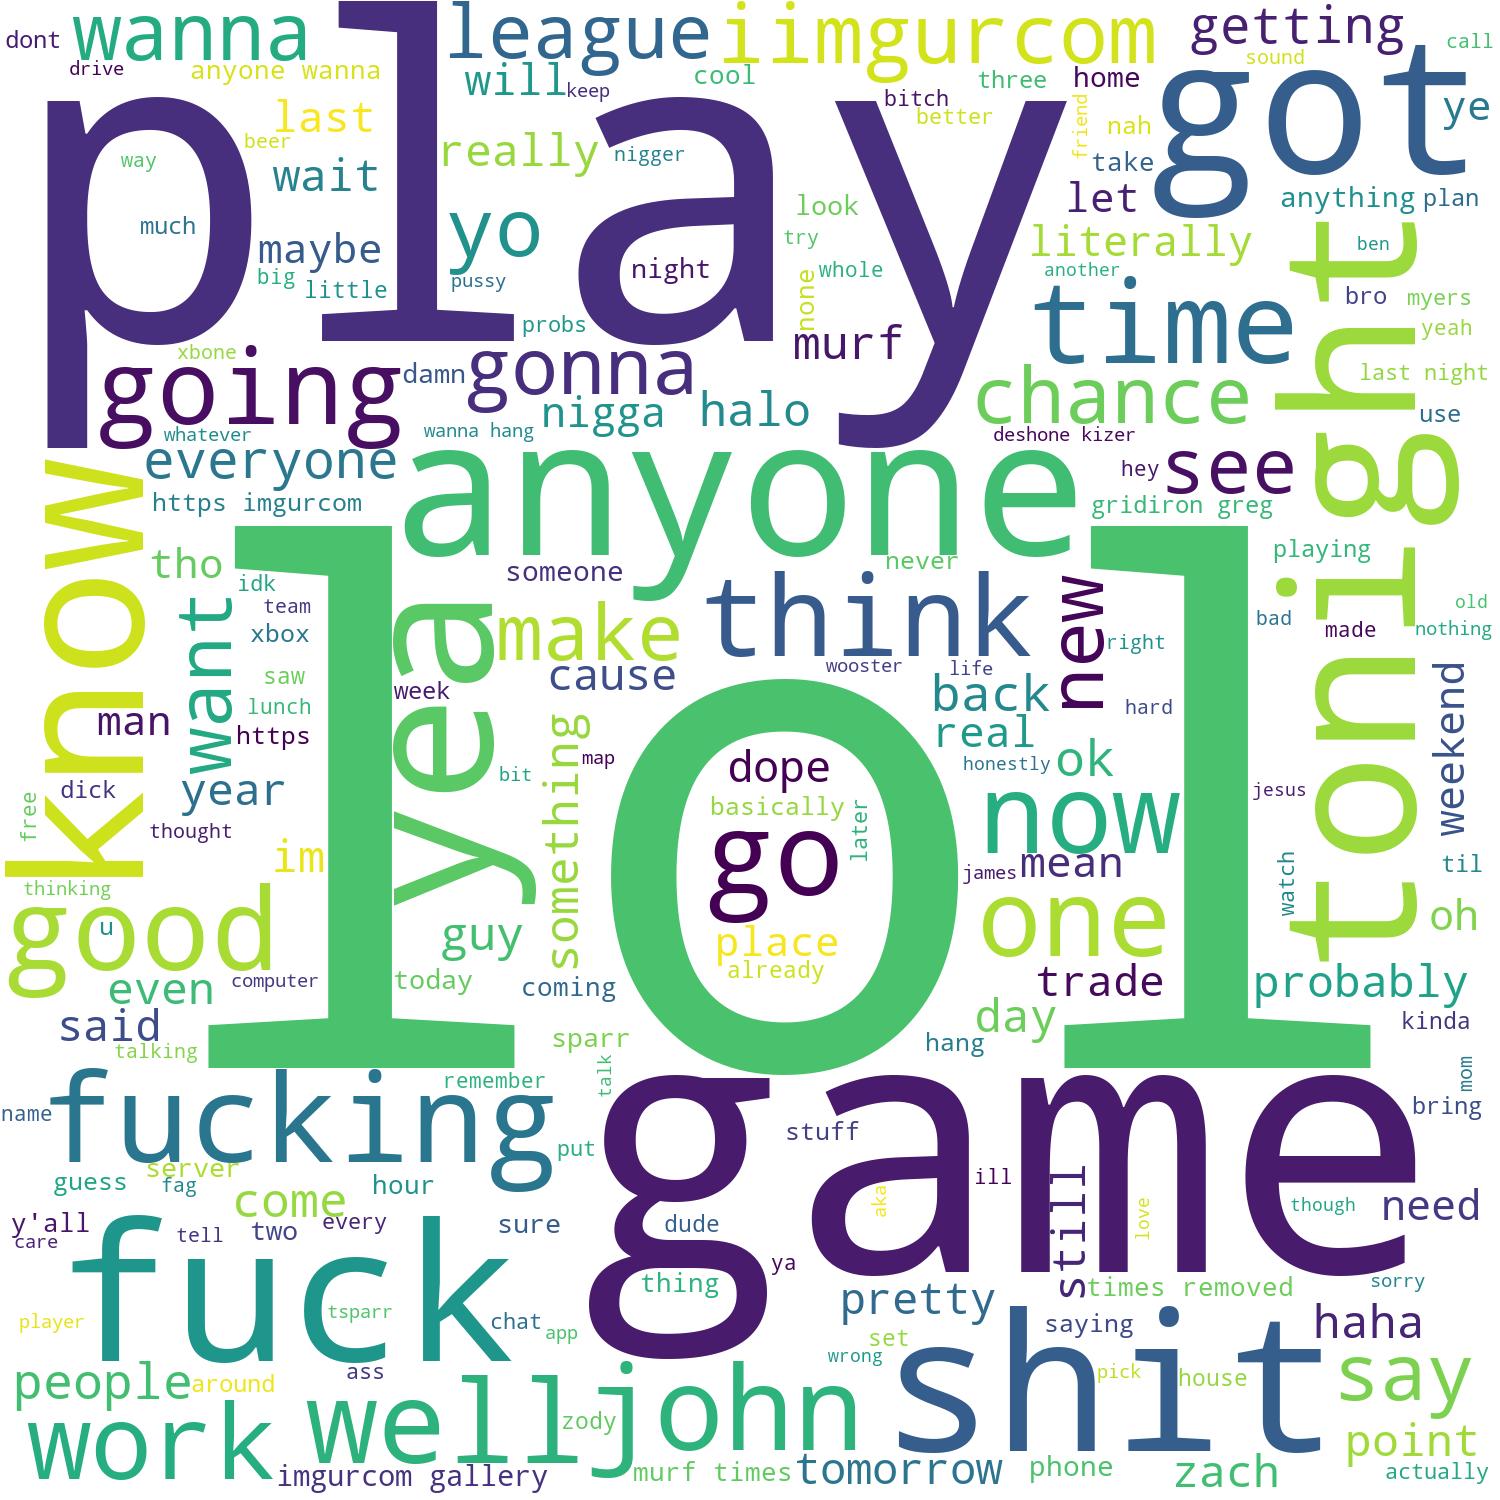 dont
wanna
league
iimgurcom
getting
call
drive
anyone wanna
will
keep
cool
three
home
sound
play
got
last
beer
bitch
better
friend
nah
ye
way
wait
really
nigger
take
let
anything
plan
much
maybe
yo
look
try
night
whole
none
literally
another
ben
big
little
pussy
probs
murf
time
bro
myers
yeah
tonight
xbone
going
damn
gonna
nigga
halo
chance
last night
use
whatever
wanna hang
deshone kizer
know
everyone
anyone
hey
see
https imgurcom
gridiron greg
tho
idk
someone
never
playing
team
xbox
want
yea
make
think
new
right
bad
made
old
nothing
saw
lunch
https
man
week
cause
wooster
life
back
real
hard
weekend
lol
something
map
bit
dope
honestly
ok
dick
year
basically
now
jesus
free
thought
im
go
later
james
mean
watch
til
thinking
good
u
guy
place
already
one
oh
even
computer
today
coming
trade
probably
said
talking
sparr
hang
day
kinda
name
fucking
remember
talk
game
stuff
mom
bring
put
guess
server
fag
come
hour
ill
aka
still
love
though
need
y'all
care
tell
two
every
sure
dude
ya
fuck
thing
times removed
sorry
player
tsparr
chat
app
pretty
saying
haha
people
around
ass
set
wrong
shit
pick
house
say
work
well
zody
john
point
imgurcom gallery
murf times
tomorrow
phone
zach
actually